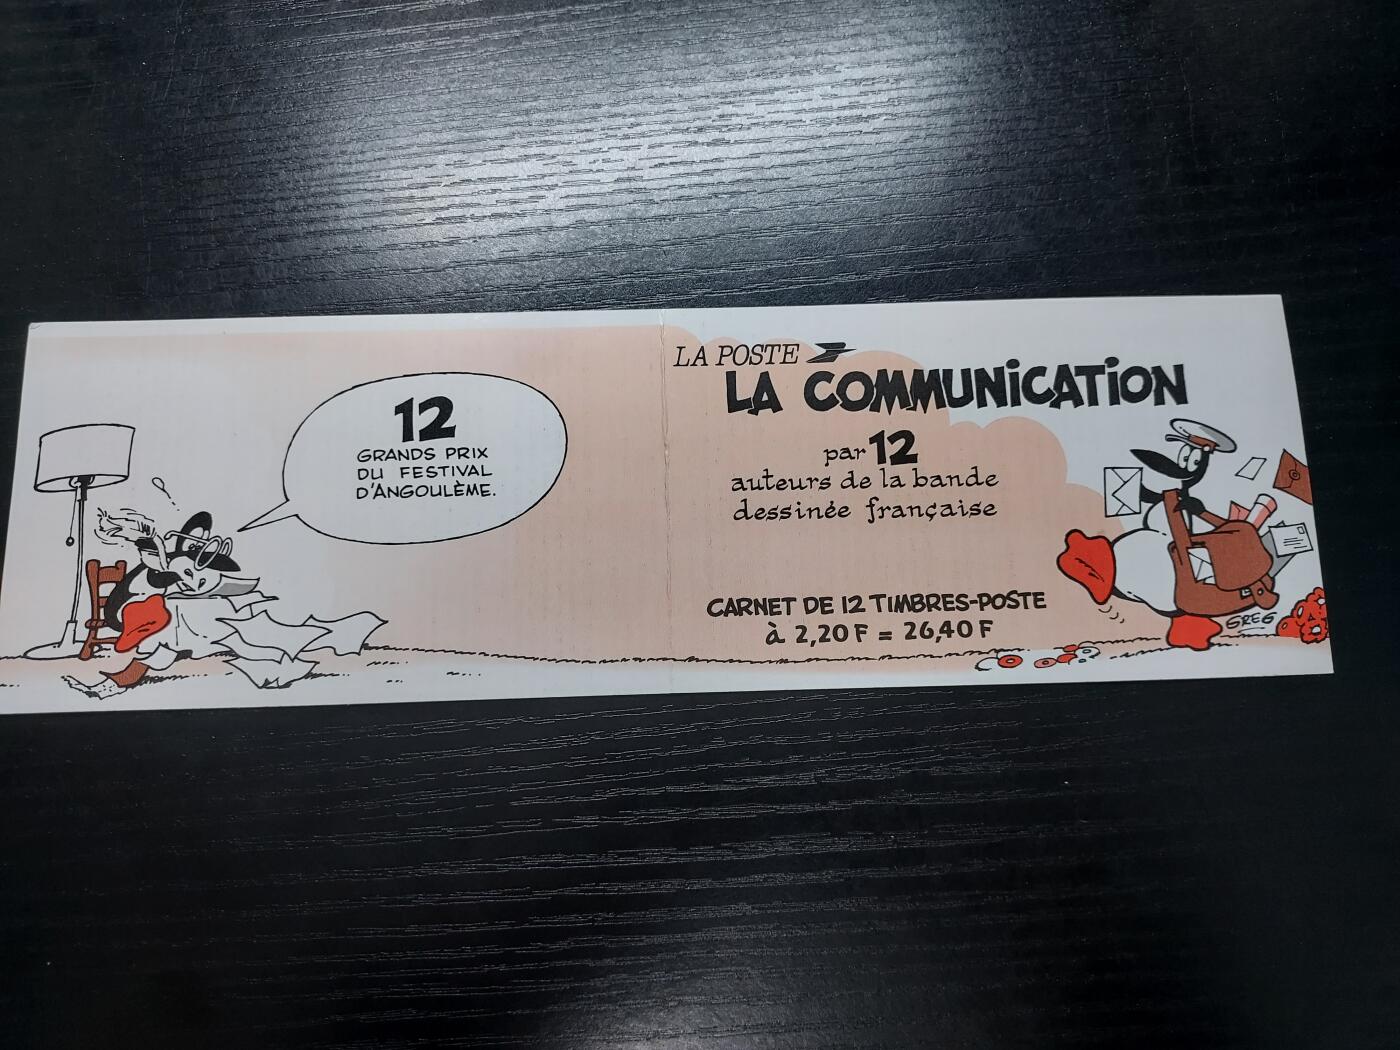 12
GRANDS PRIX
DU FESTIVAL
D'ANGOULÈME.
LA POSTE
LA COMMUNiCATiON
par 12
auteurs de la bande
dessinée française
CARNET DE 12 TIMBRES-POSTE
à 2,20 F = 26,40 F
GREG